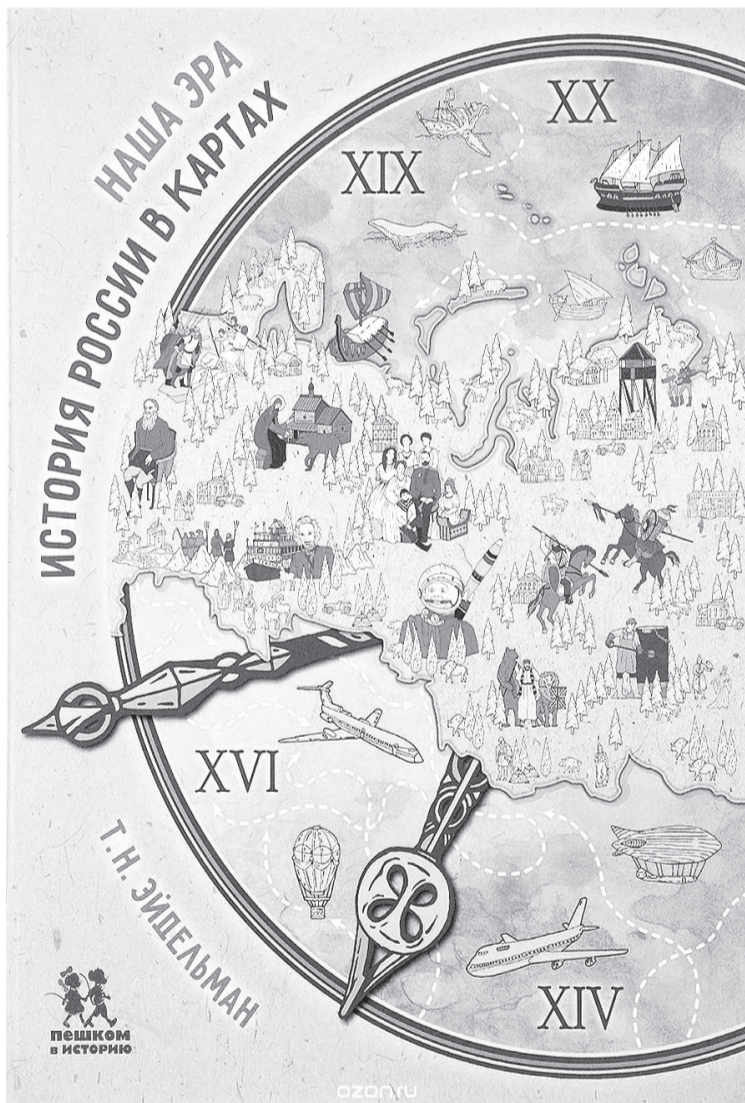 НАША ЭРА
ИСТОРИЯ РОССИИ В КАРТАХ
XX
XIX
XVI
XIV
Т. Н. ЭЙДЕЛЬМАН
ПЕШКОМ
В ИСТОРИЮ
ozon.ru